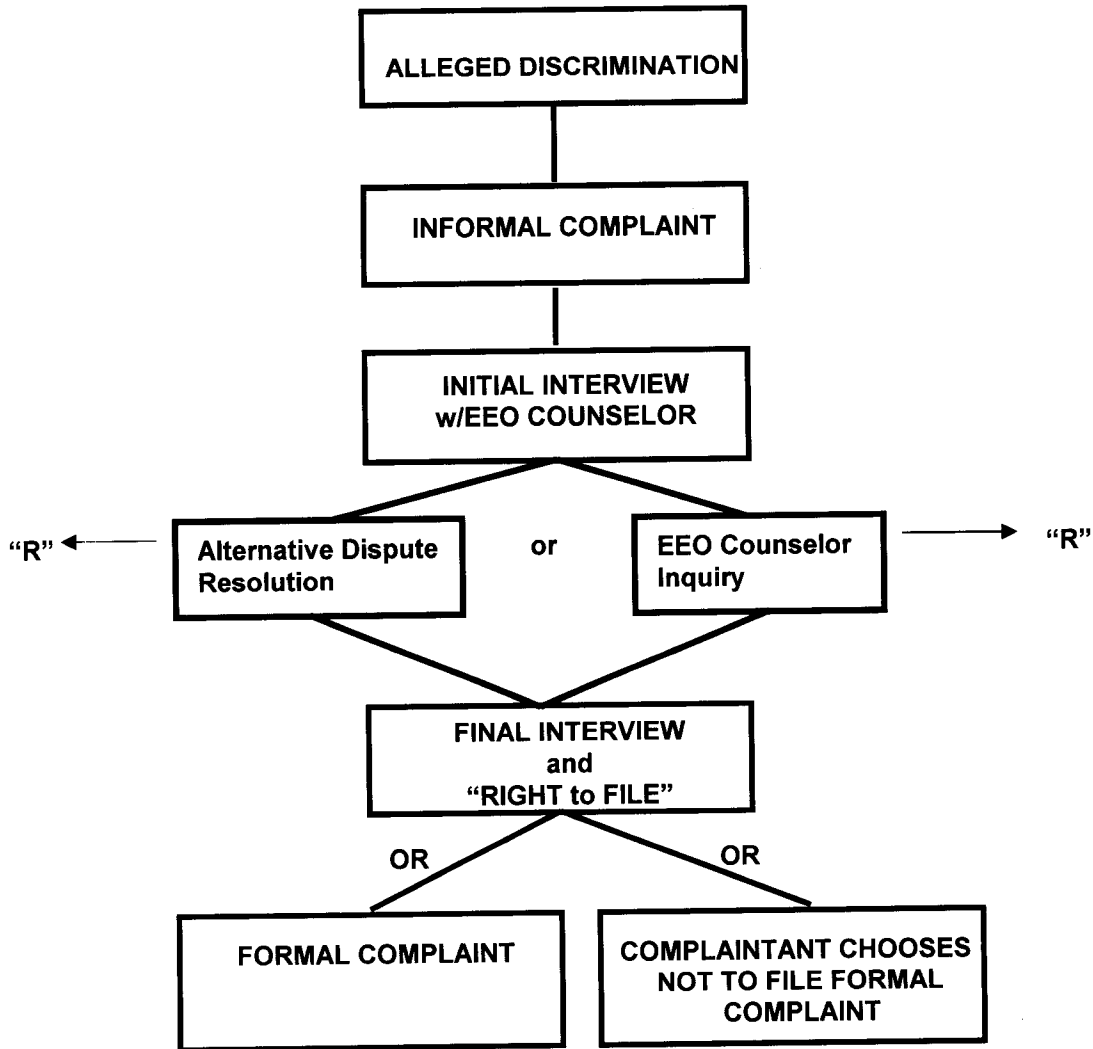 ALLEGED DISCRIMINATION
INFORMAL COMPLAINT
INITIAL INTERVIEW
w/EEO COUNSELOR
“R”
Alternative Dispute
Resolution
or
EEO Counselor
Inquiry
“R”
FINAL INTERVIEW
and
“RIGHT to FILE”
OR
OR
FORMAL COMPLAINT
COMPLAINANT CHOOSES
NOT TO FILE FORMAL
COMPLAINT